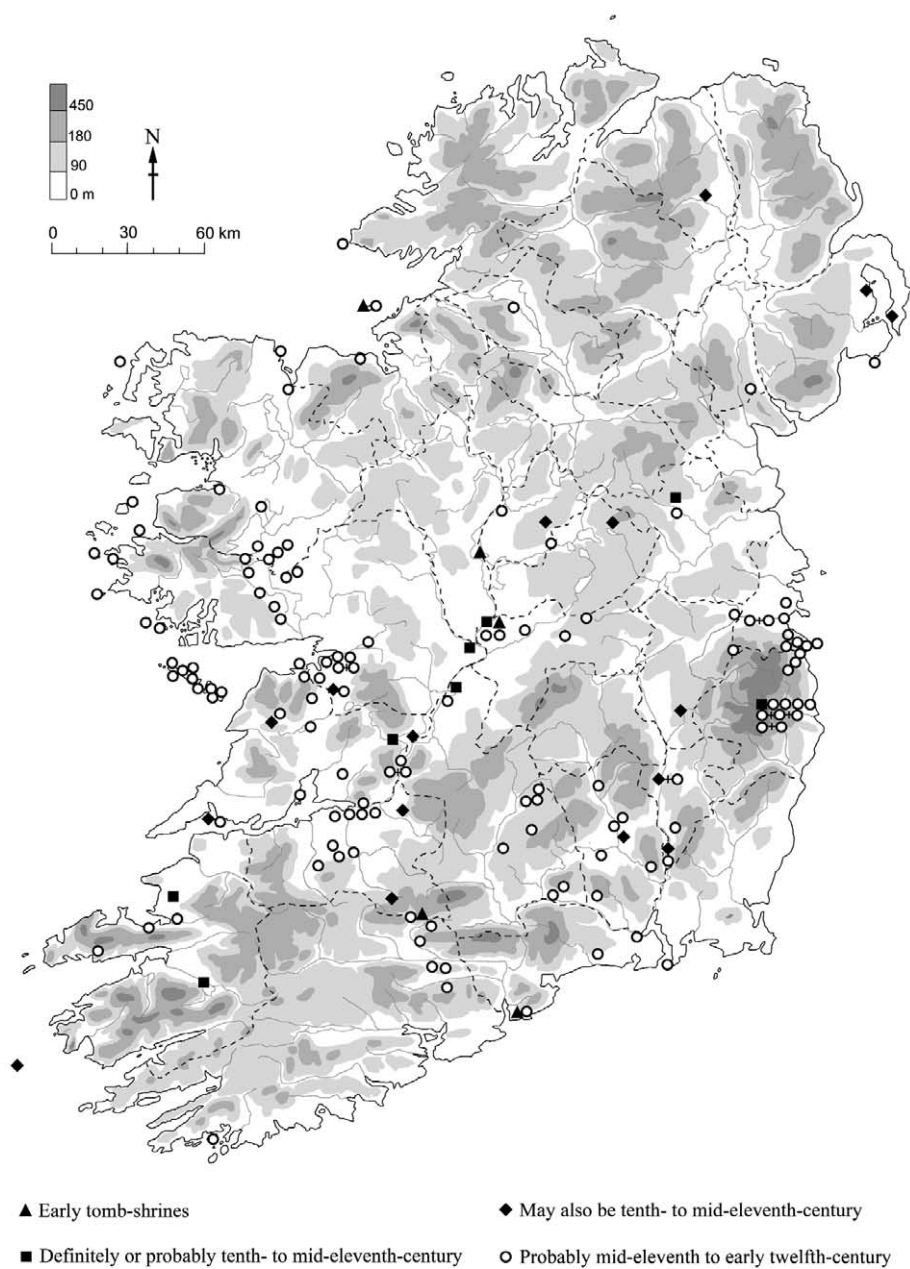 450
180
90
0 m
N
0 30 60 km
▲ Early tomb-shrines
◆ May also be tenth- to mid-eleventh-century
■ Definitely or probably tenth- to mid-eleventh-century
○ Probably mid-eleventh to early twelfth-century